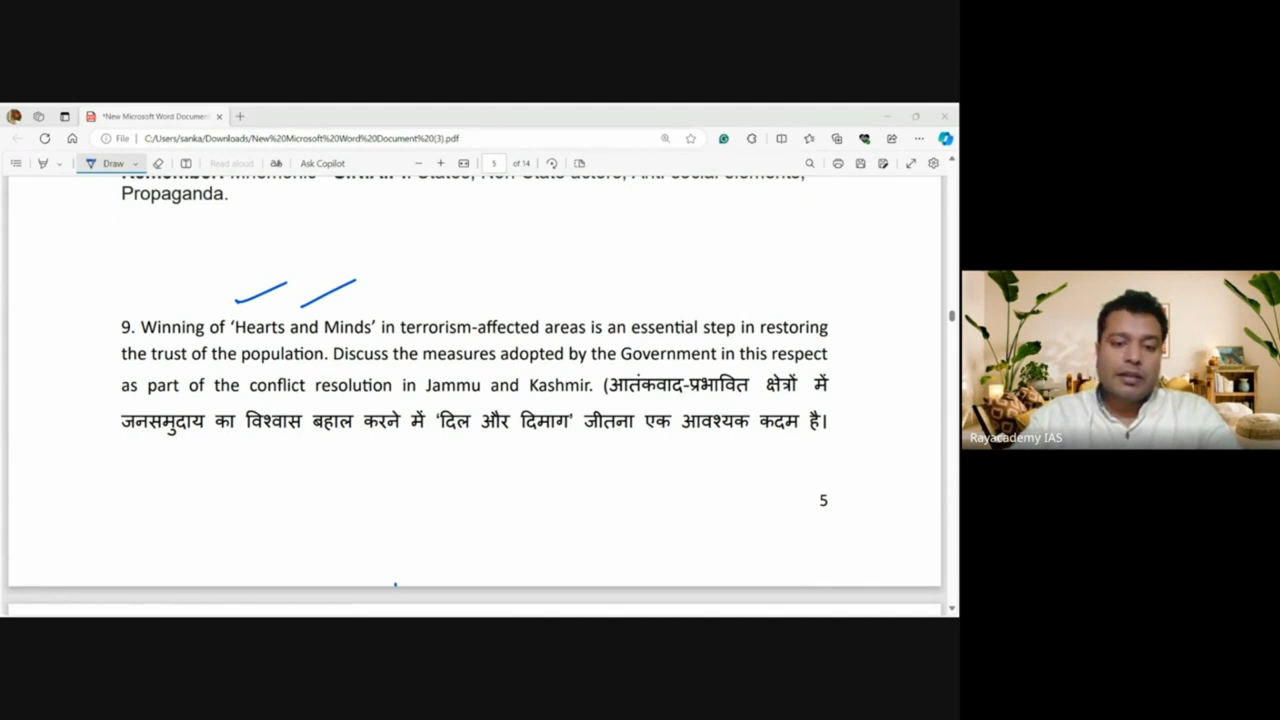 *New Microsoft Word Documen
File
C:/Users/sanka/Downloads/New%20Microsoft%20Word%20Document%20(3).pdf
Draw
Read aloud
Ask Copilot
5
of 14
Propaganda.
9. Winning of ‘Hearts and Minds’ in terrorism-affected areas is an essential step in restoring
the trust of the population. Discuss the measures adopted by the Government in this respect
as part of the conflict resolution in Jammu and Kashmir. (आतंकवाद-प्रभावित क्षेत्रों में
जनसमुदाय का विश्वास बहाल करने में ‘दिल और दिमाग’ जीतना एक आवश्यक कदम है।
5
Rayacademy IAS